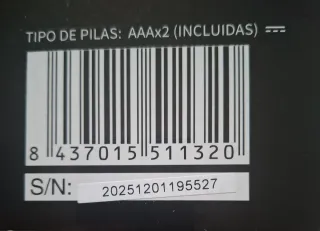 TIPO DE PILAS: AAAx2 (INCLUIDAS)
8 437015 511320
S/N: 20251201195527